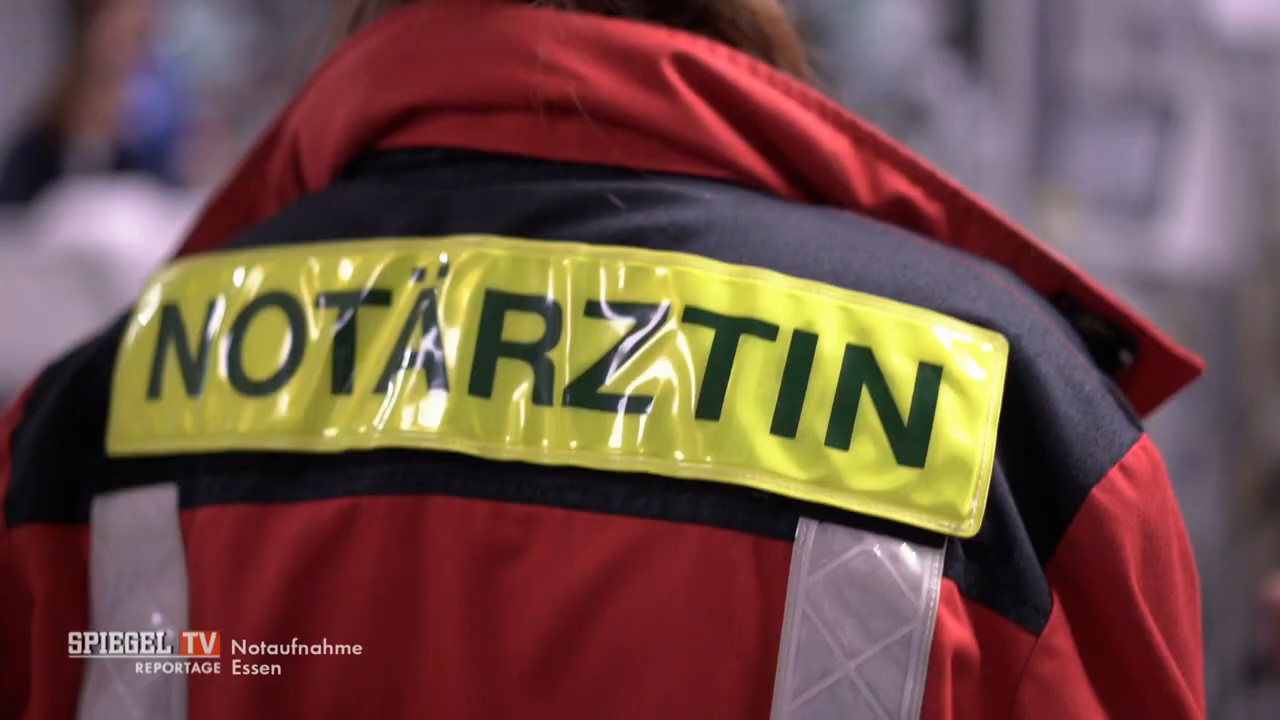 NOTÄRZTIN
SPIEGEL TV
REPORTAGE
Notaufnahme
Essen